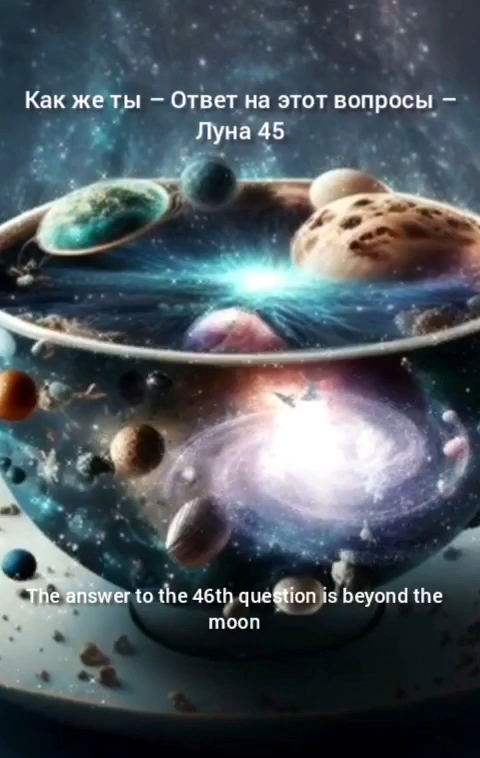 Как же ты – Ответ на этот вопросы –
Луна 45
The answer to the 46th question is beyond the
moon